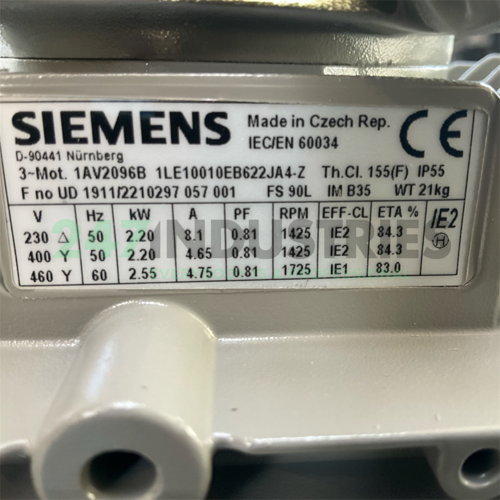 SIEMENS
Made in Czech Rep.
CE
D-90441 Nürnberg
IEC/EN 60034
3~Mot. 1AV2096B 1LE10010EB622JA4-Z Th.Cl. 155(F) IP55
F no UD 1911/2210297 057 001 FS 90L IM B35 WT 21kg
V Hz kW A PF RPM EFF-CL ETA % IE2
230 △ 50 2.20 8.1 0.81 1425 IE2 84.3
400 Y 50 2.20 4.65 0.81 1425 IE2 84.3
460 Y 60 2.55 4.75 0.81 1725 IE1 83.0
H
247INDUSTRIES